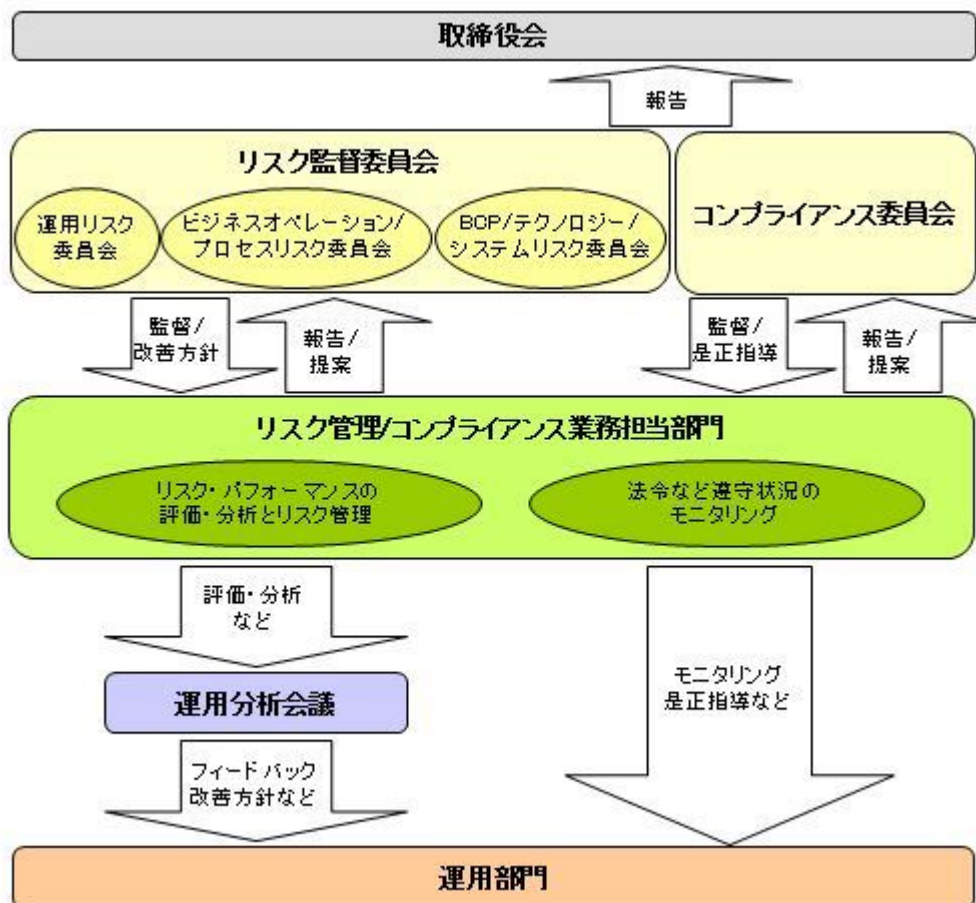 取締役会
報告
リスク監督委員会
運用リスク
委員会
ビジネスオペレーション/
プロセスリスク委員会
BCP/テクノロジー/
システムリスク委員会
コンプライアンス委員会
監督/
改善方針
報告/
提案
監督/
是正指導
報告/
提案
リスク管理/コンプライアンス業務担当部門
リスク・パフォーマンスの
評価・分析とリスク管理
法令など遵守状況の
モニタリング
評価・分析
など
運用分析会議
モニタリング
是正指導など
フィードバック
改善方針など
運用部門